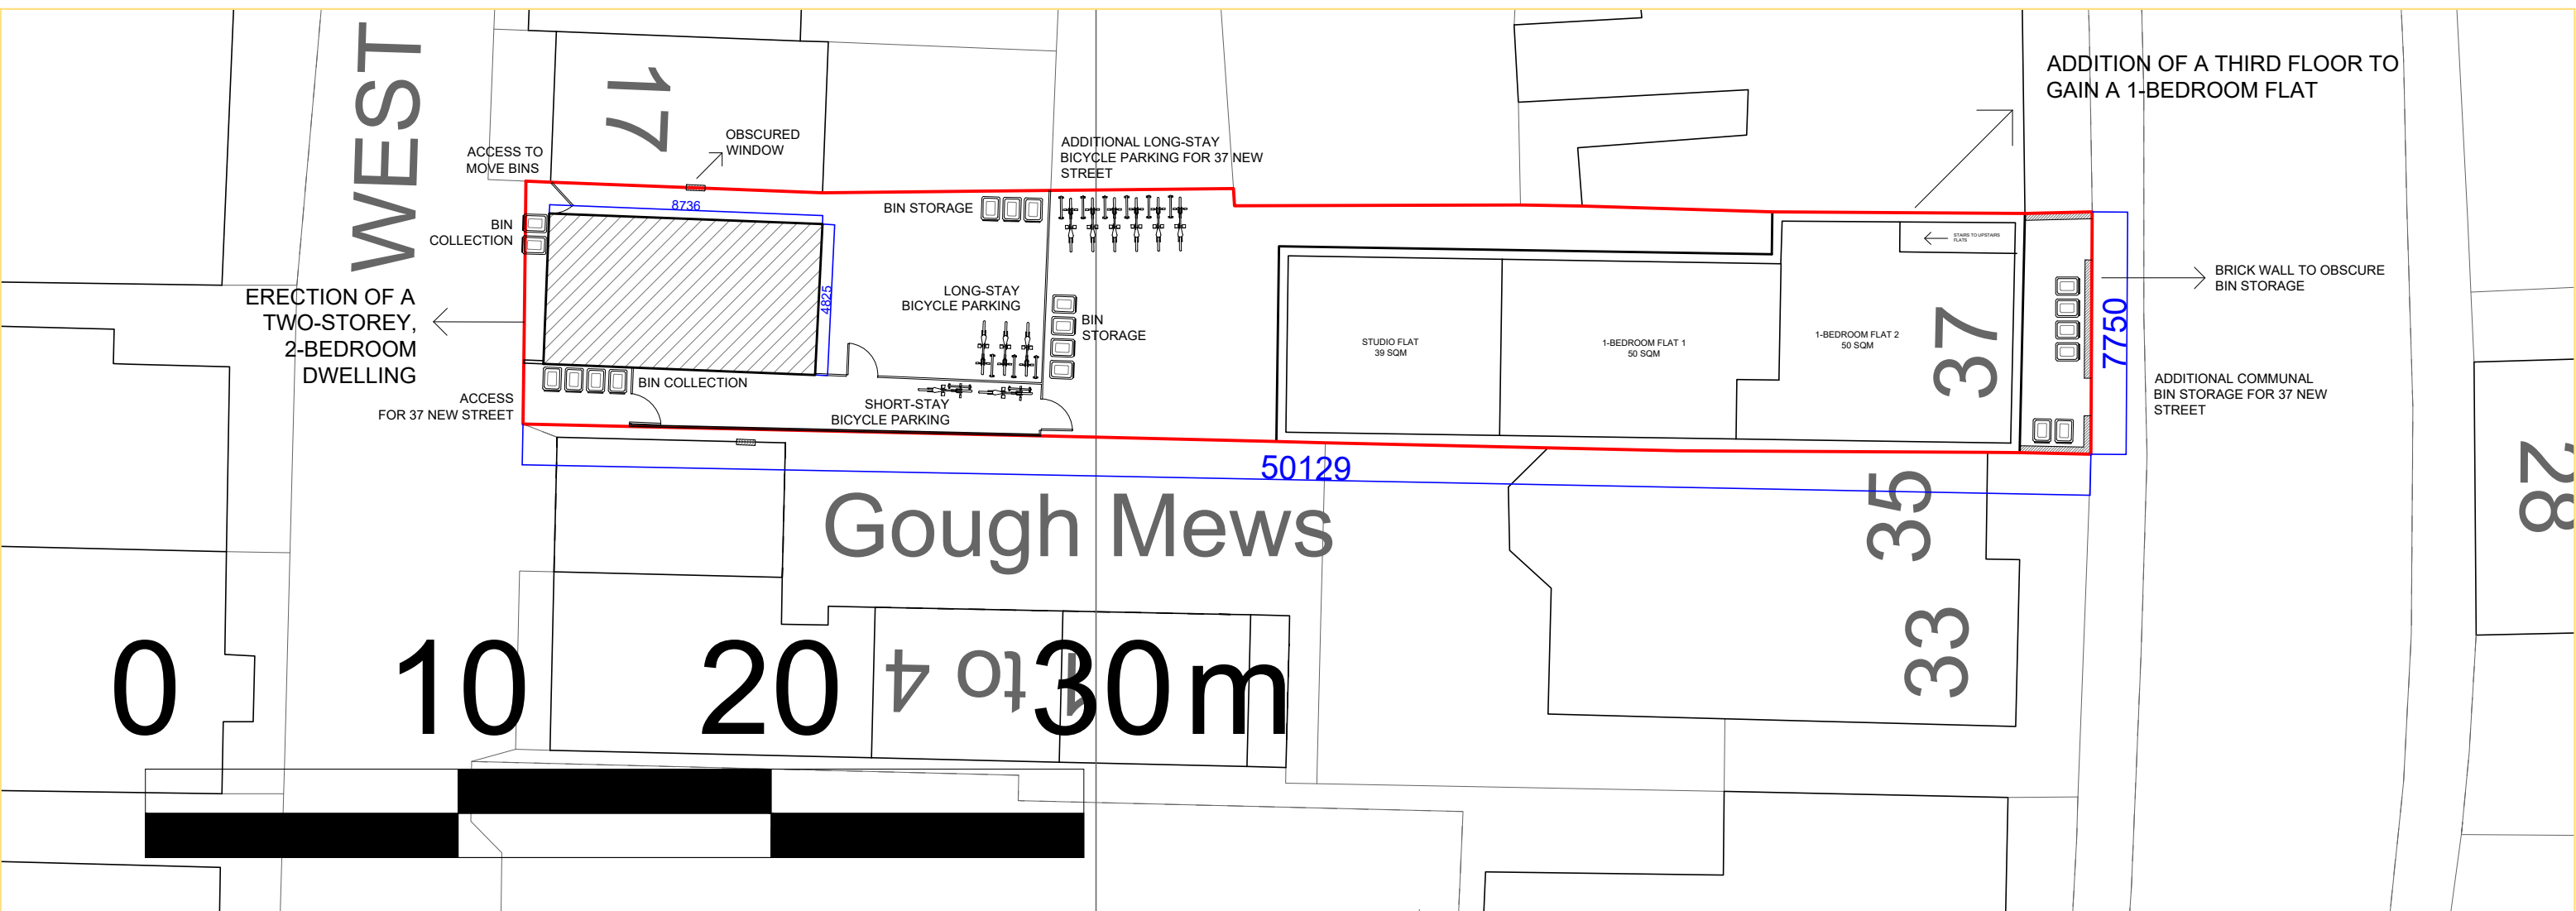 WEST
17
ADDITION OF A THIRD FLOOR TO
GAIN A 1-BEDROOM FLAT
OBSCURED
WINDOW
ACCESS TO
MOVE BINS
ADDITIONAL LONG-STAY
BICYCLE PARKING FOR 37 NEW
STREET
8736
BIN STORAGE
BIN
COLLECTION
STAIRS TO UPSTAIRS
FLATS
BRICK WALL TO OBSCURE
BIN STORAGE
ERECTION OF A
TWO-STOREY,
2-BEDROOM
DWELLING
4825
LONG-STAY
BICYCLE PARKING
BIN
STORAGE
STUDIO FLAT
39 SQM
1-BEDROOM FLAT 1
50 SQM
1-BEDROOM FLAT 2
50 SQM
37
7750
BIN COLLECTION
ACCESS
FOR 37 NEW STREET
SHORT-STAY
BICYCLE PARKING
ADDITIONAL COMMUNAL
BIN STORAGE FOR 37 NEW
STREET
50129
Gough Mews
35
28
33
1 to 4
0 10 20 30m